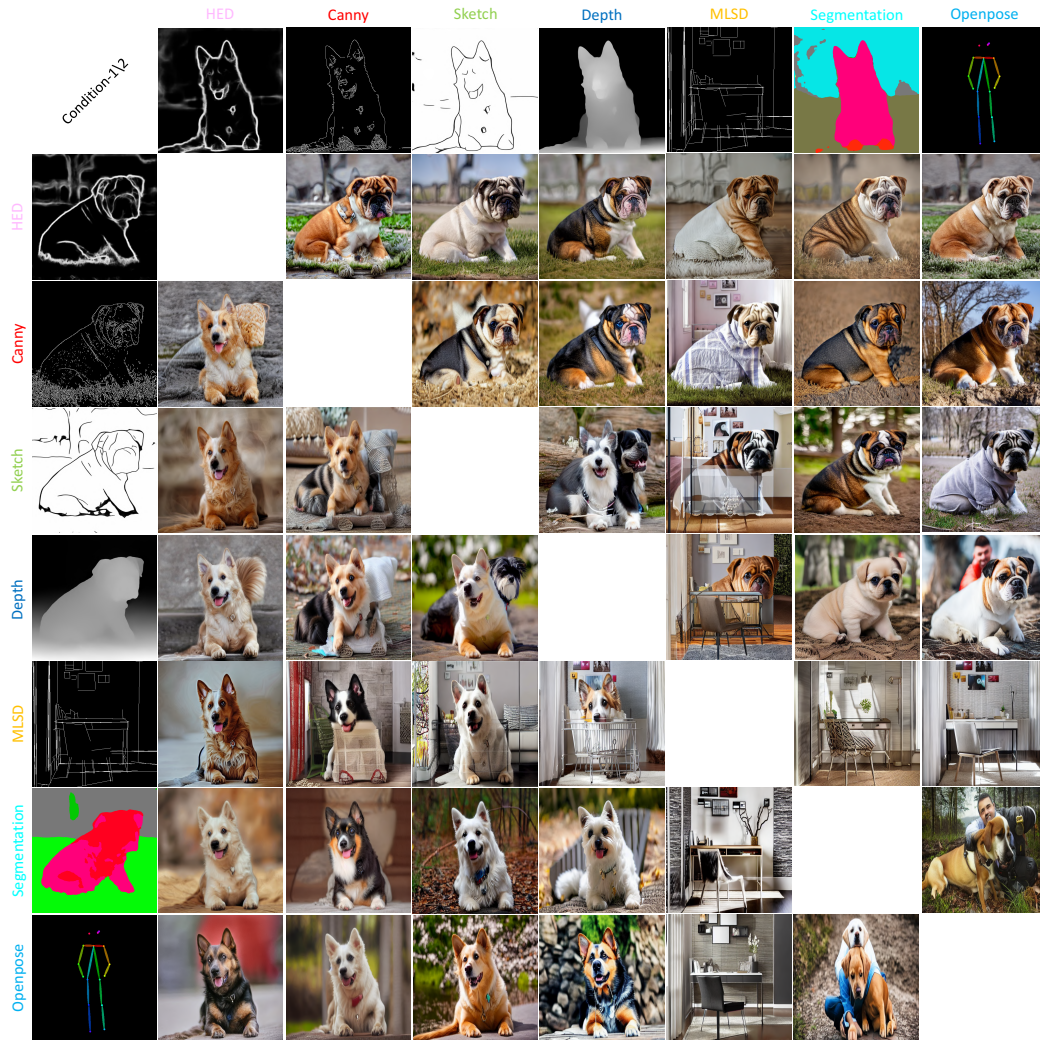 HED Canny Sketch Depth MLSD Segmentation Openpose
Condition-1\2
HED
Canny
Sketch
Depth
MLSD
Segmentation
Openpose